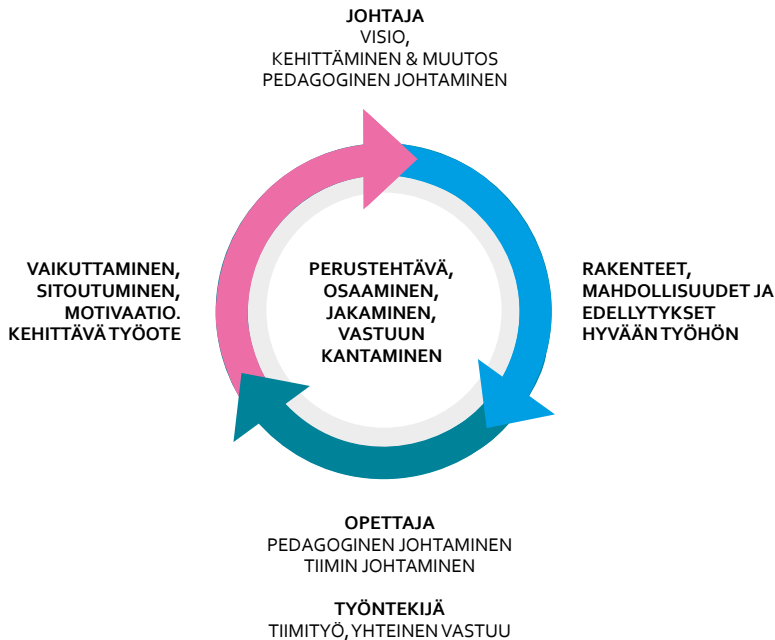 JOHTAJA
VISIO,
KEHITTÄMINEN & MUUTOS
PEDAGOGINEN JOHTAMINEN
VAIKUTTAMINEN,
SITOUTUMINEN,
MOTIVAATIO.
KEHITTÄVÄ TYÖOTE
PERUSTEHTÄVÄ,
OSAAMINEN,
JAKAMINEN,
VASTUUN
KANTAMINEN
RAKENTEET,
MAHDOLLISUUDET JA
EDELLYTYKSET
HYVÄÄN TYÖHÖN
OPETTAJA
PEDAGOGINEN JOHTAMINEN
TIIMIN JOHTAMINEN
TYÖNTEKIJÄ
TIIMITYÖ, YHTEINEN VASTUU